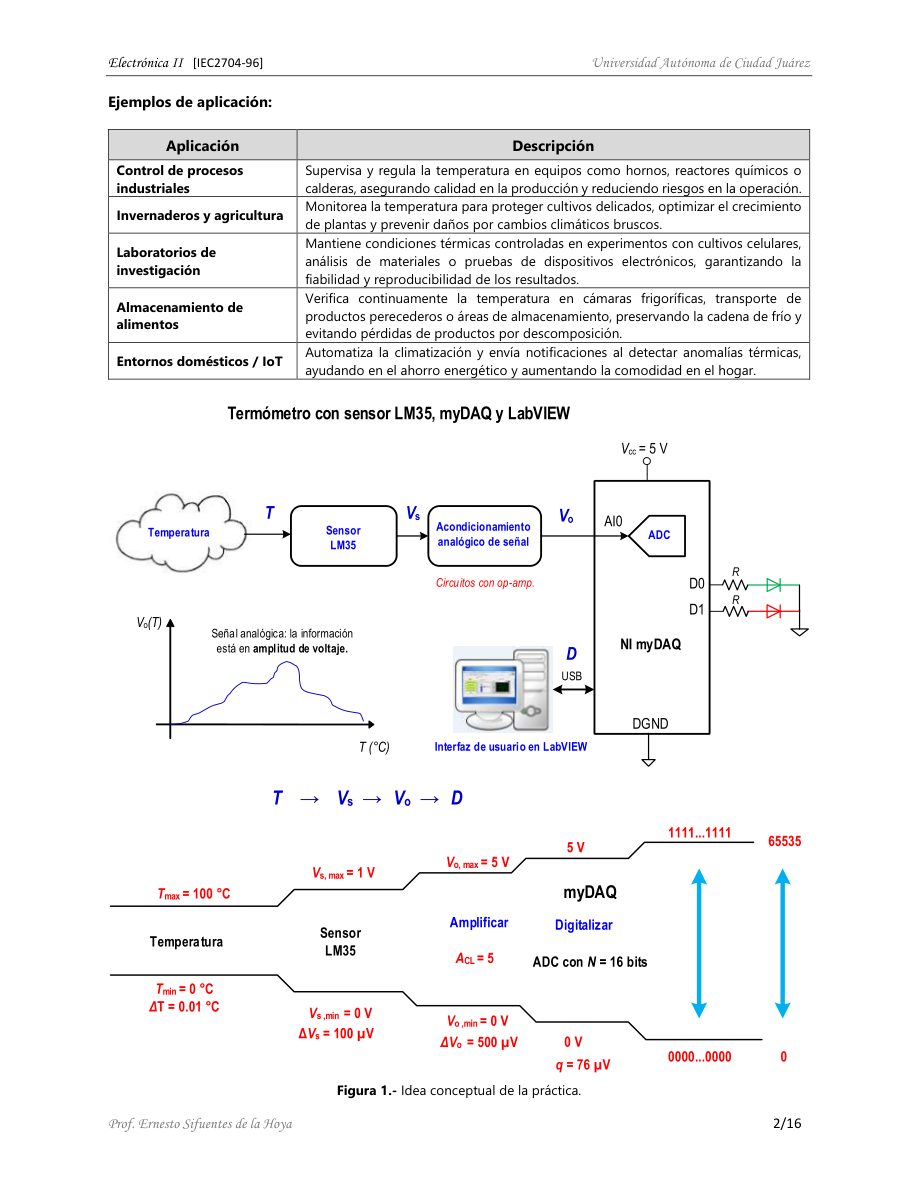 Electrónica II [IEC2704-96] Universidad Autónoma de Ciudad Juárez
Ejemplos de aplicación:
Aplicación Descripción
Control de procesos industriales
Supervisa y regula la temperatura en equipos como hornos, reactores químicos o
calderas, asegurando calidad en la producción y reduciendo riesgos en la operación.
Invernaderos y agricultura
Monitorea la temperatura para proteger cultivos delicados, optimizar el crecimiento
de plantas y prevenir daños por cambios climáticos bruscos.
Laboratorios de investigación
Mantiene condiciones térmicas controladas en experimentos con cultivos celulares,
análisis de materiales o pruebas de dispositivos electrónicos, garantizando la
fiabilidad y reproducibilidad de los resultados.
Almacenamiento de alimentos
Verifica continuamente la temperatura en cámaras frigoríficas, transporte de
productos perecederos o áreas de almacenamiento, preservando la cadena de frío y
evitando pérdidas de productos por descomposición.
Entornos domésticos / IoT
Automatiza la climatización y envía notificaciones al detectar anomalías térmicas,
ayudando en el ahorro energético y aumentando la comodidad en el hogar.
Termómetro con sensor LM35, myDAQ y LabVIEW
Vcc = 5 V
Temperatura
T
Sensor
LM35
Vs
Acondicionamiento
analógico de señal
Vo
AI0
ADC
Circuitos con op-amp.
D0
R
D1
R
NI myDAQ
Vo(T)
Señal analógica: la información
está en amplitud de voltaje.
T (°C)
D
USB
DGND
Interfaz de usuario en LabVIEW
T → Vs → Vo → D
Tmax = 100 °C
Vs, max = 1 V
Vo, max = 5 V
5 V
1111...1111
65535
Temperatura
Sensor
LM35
Amplificar
ACL = 5
myDAQ
Digitalizar
ADC con N = 16 bits
Tmin = 0 °C
ΔT = 0.01 °C
Vs ,min = 0 V
ΔVs = 100 µV
Vo ,min = 0 V
ΔVo = 500 µV
0 V
q = 76 µV
0000...0000
0
Figura 1.- Idea conceptual de la práctica.
Prof. Ernesto Sifuentes de la Hoya 2/16